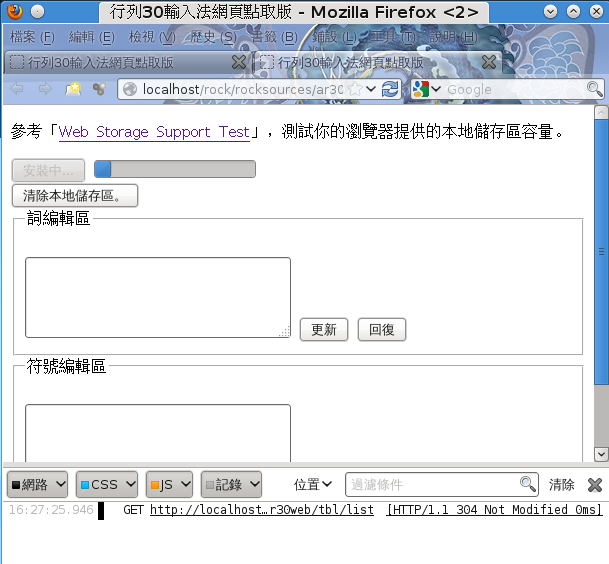 行列30輸入法網頁點取版 - Mozilla Firefox <2>
檔案 (F) 編輯 (E) 檢視 (V) 歷史 (S) 書籤 (B) 鋪設 (L) 工具 (T) 說明 (H)
行列30輸入法網頁點取版 行列30輸入法網頁點取版
localhost/rock/rocksources/ar30 Google
參考「Web Storage Support Test」，測試你的瀏覽器提供的本地儲存區容量。
安裝中...
清除本地儲存區。
詞編輯區
更新 回復
符號編輯區
網路 CSS JS 記錄 位置 過濾條件 清除
16:27:25.946 GET http://localhost…r30web/tbl/list [HTTP/1.1 304 Not Modified 0ms]